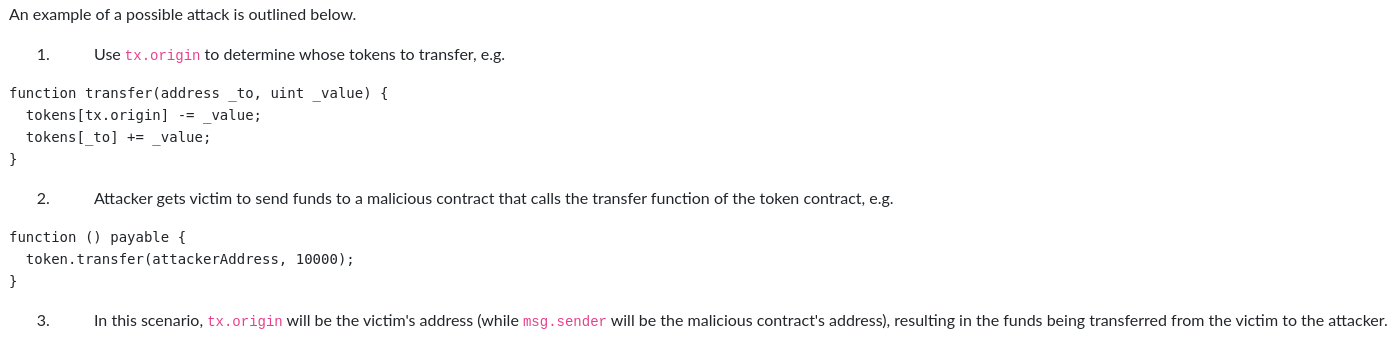 An example of a possible attack is outlined below.
1. Use tx.origin to determine whose tokens to transfer, e.g.
function transfer(address _to, uint _value) {
  tokens[tx.origin] -= _value;
  tokens[_to] += _value;
}
2. Attacker gets victim to send funds to a malicious contract that calls the transfer function of the token contract, e.g.
function () payable {
  token.transfer(attackerAddress, 10000);
}
3. In this scenario, tx.origin will be the victim's address (while msg.sender will be the malicious contract's address), resulting in the funds being transferred from the victim to the attacker.